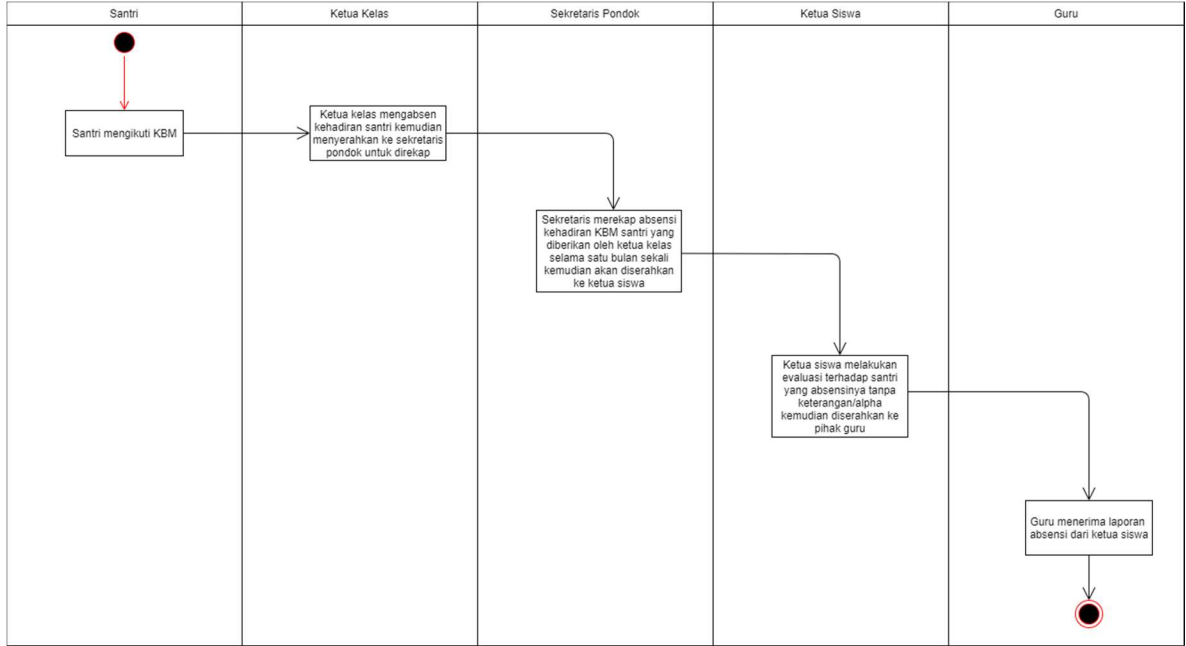 Santri
Ketua Kelas
Sekretaris Pondok
Ketua Siswa
Guru
Santri mengikuti KBM
Ketua kelas mengabsen
kehadiran santri kemudian
menyerahkan ke sekretaris
pondok untuk direkap
Sekretaris merekap absensi
kehadiran KBM santri yang
diberikan oleh ketua kelas
selama satu bulan sekali
kemudian akan diserahkan
ke ketua siswa
Ketua siswa melakukan
evaluasi terhadap santri
yang absensinya tanpa
keterangan/alpha
kemudian diserahkan ke
pihak guru
Guru menerima laporan
absensi dari ketua siswa